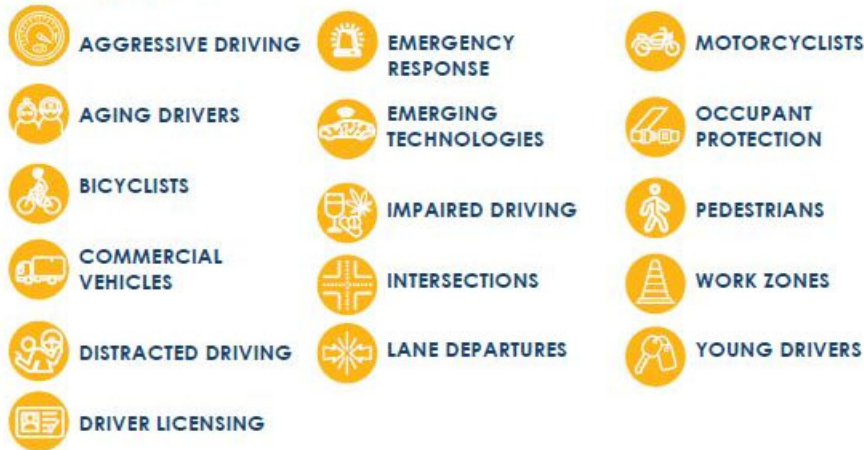 AGGRESSIVE DRIVING
AGING DRIVERS
BICYCLISTS
COMMERCIAL
VEHICLES
DISTRACTED DRIVING
DRIVER LICENSING
EMERGENCY
RESPONSE
EMERGING
TECHNOLOGIES
IMPAIRED DRIVING
INTERSECTIONS
LANE DEPARTURES
MOTORCYCLISTS
OCCUPANT
PROTECTION
PEDESTRIANS
WORK ZONES
YOUNG DRIVERS